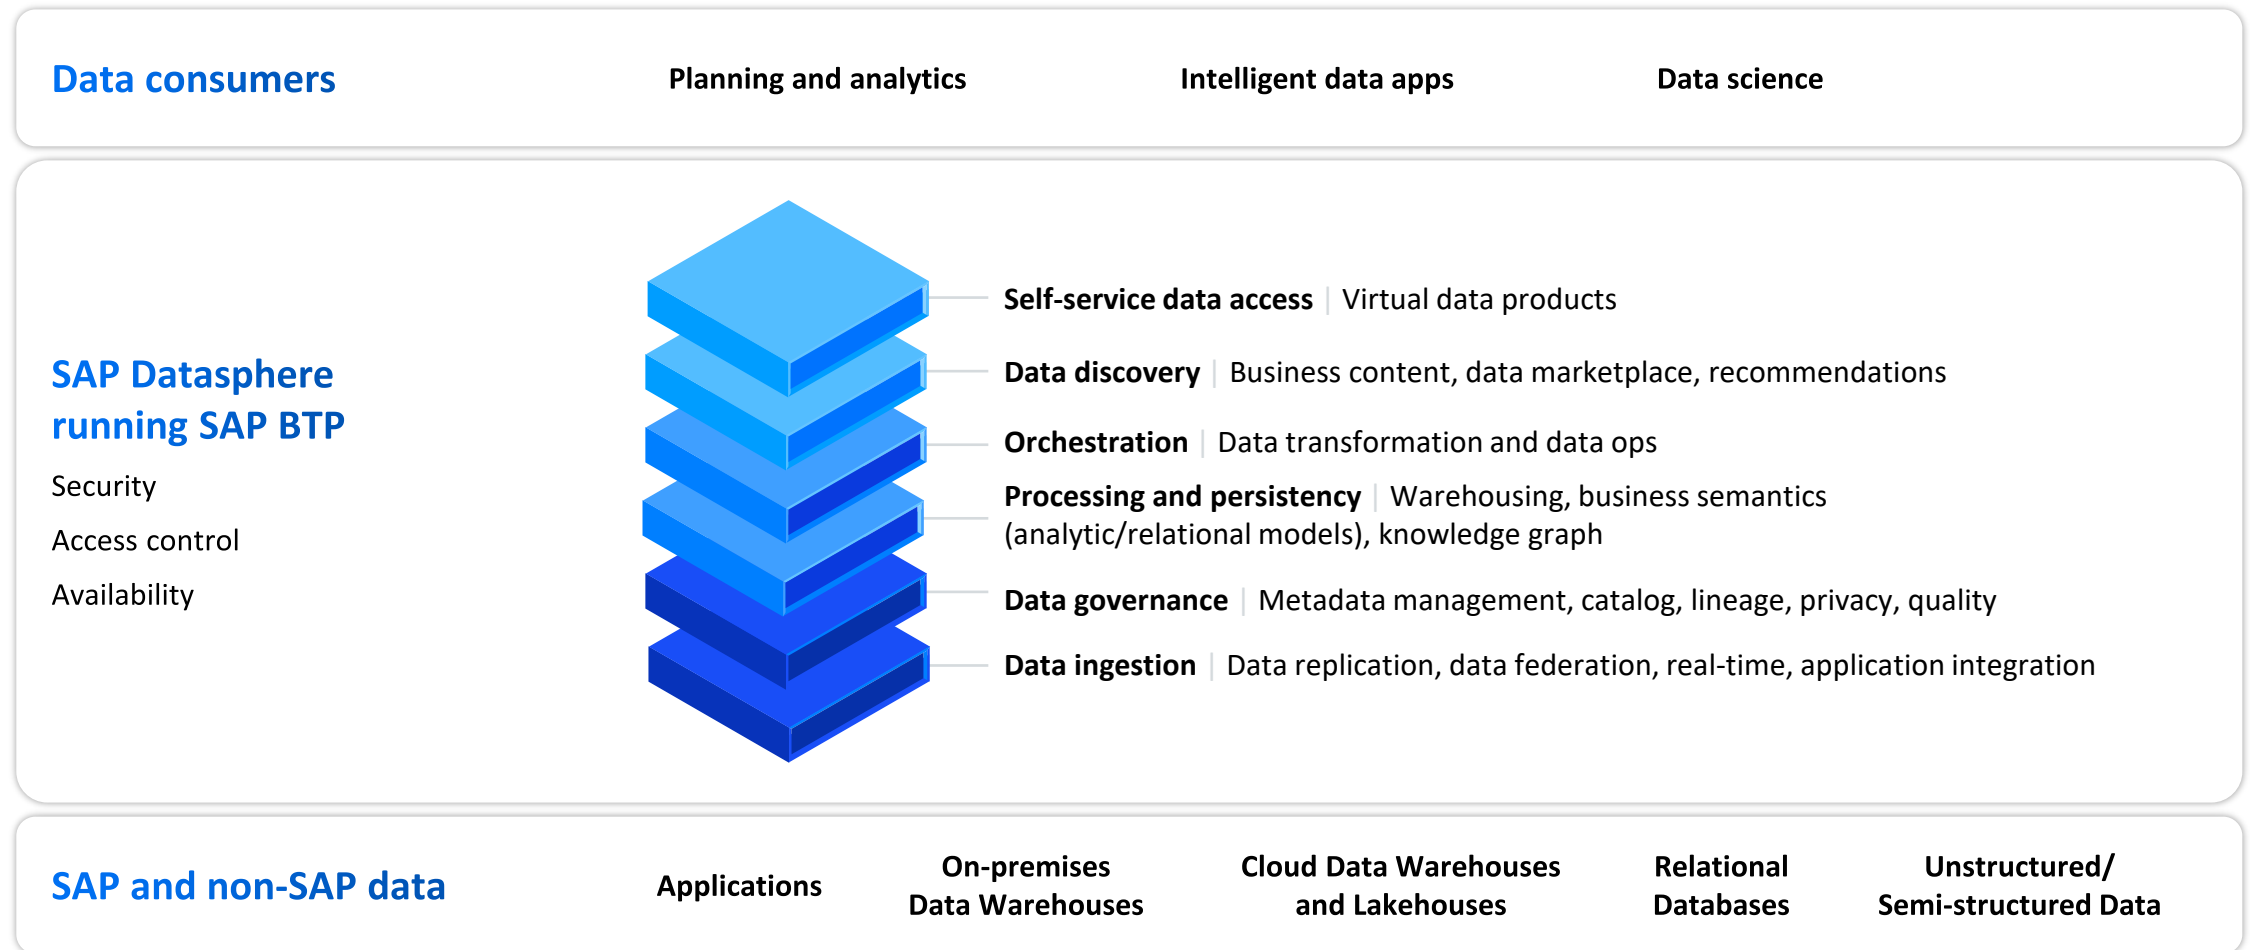 Data consumers
Planning and analytics
Intelligent data apps
Data science
SAP Datasphere
running SAP BTP
Security
Access control
Availability
Self-service data access | Virtual data products
Data discovery | Business content, data marketplace, recommendations
Orchestration | Data transformation and data ops
Processing and persistency | Warehousing, business semantics
(analytic/relational models), knowledge graph
Data governance | Metadata management, catalog, lineage, privacy, quality
Data ingestion | Data replication, data federation, real-time, application integration
SAP and non-SAP data
Applications
On-premises
Data Warehouses
Cloud Data Warehouses
and Lakehouses
Relational
Databases
Unstructured/
Semi-structured Data